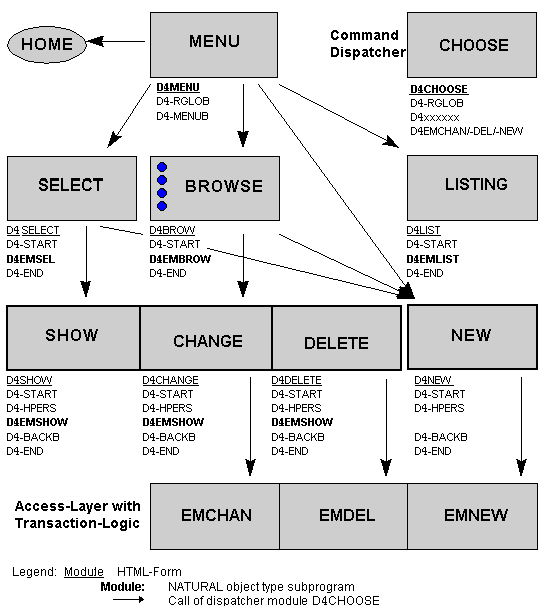 HOME
MENU
Command
Dispatcher
CHOOSE
D4MENU
D4-RGLOB
D4-MENUB
D4CHOOSE
D4-RGLOB
D4xxxxxx
D4EMCHAN/-DEL/-NEW
SELECT
BROWSE
LISTING
D4SELECT
D4-START
D4EMSEL
D4-END
D4BROW
D4-START
D4EMBROW
D4-END
D4LIST
D4-START
D4EMLIST
D4-END
SHOW
CHANGE
DELETE
NEW
D4SHOW
D4-START
D4-HPERS
D4EMSHOW
D4-BACKB
D4-END
D4CHANGE
D4-START
D4-HPERS
D4EMSHOW
D4-BACKB
D4-END
D4DELETE
D4-START
D4-HPERS
D4EMSHOW
D4-BACKB
D4-END
D4NEW
D4-START
D4-HPERS
D4-BACKB
D4-END
Access-Layer with
Transaction-Logic
EMCHAN
EMDEL
EMNEW
Legend: Module HTML-Form
Module: NATURAL object type subprogram
Call of dispatcher module D4CHOOSE